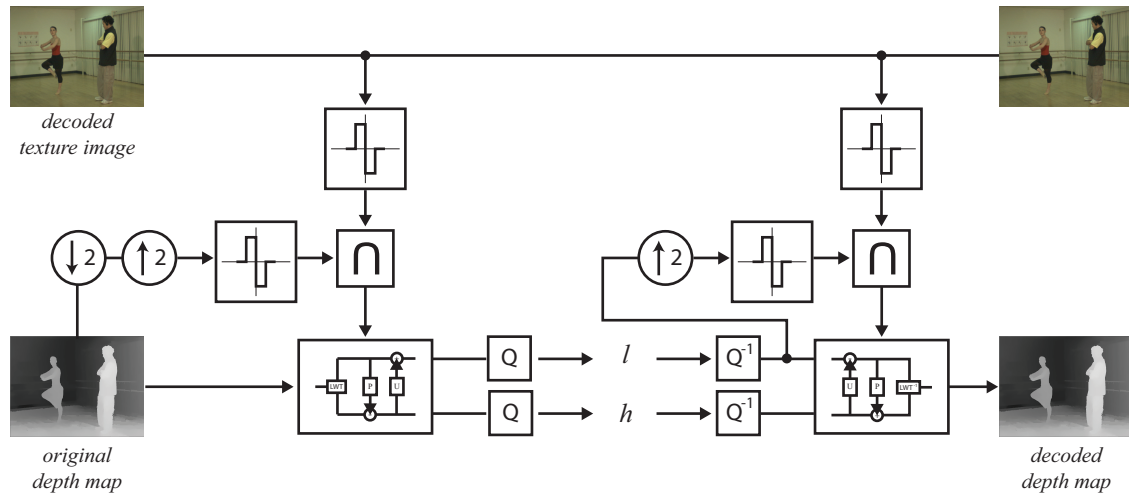 decoded
texture image
2
2
2
LWT
P
U
Q
l
Q⁻¹
Q
h
Q⁻¹
U
P
LWT⁻¹
original
depth map
decoded
depth map